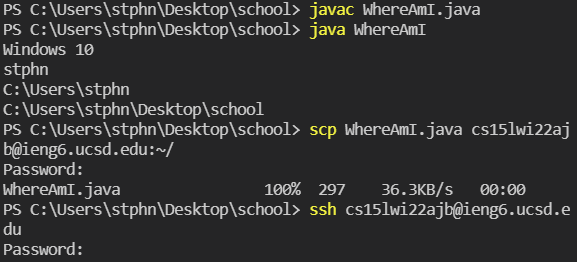 PS C:\Users\stphn\Desktop\school> javac WhereAmI.java
PS C:\Users\stphn\Desktop\school> java WhereAmI
Windows 10
stphn
C:\Users\stphn
C:\Users\stphn\Desktop\school
PS C:\Users\stphn\Desktop\school> scp WhereAmI.java cs15lwi22aj
b@ieng6.ucsd.edu:~/
Password:
WhereAmI.java                 100%  297    36.3KB/s   00:00
PS C:\Users\stphn\Desktop\school> ssh cs15lwi22ajb@ieng6.ucsd.e
du
Password: